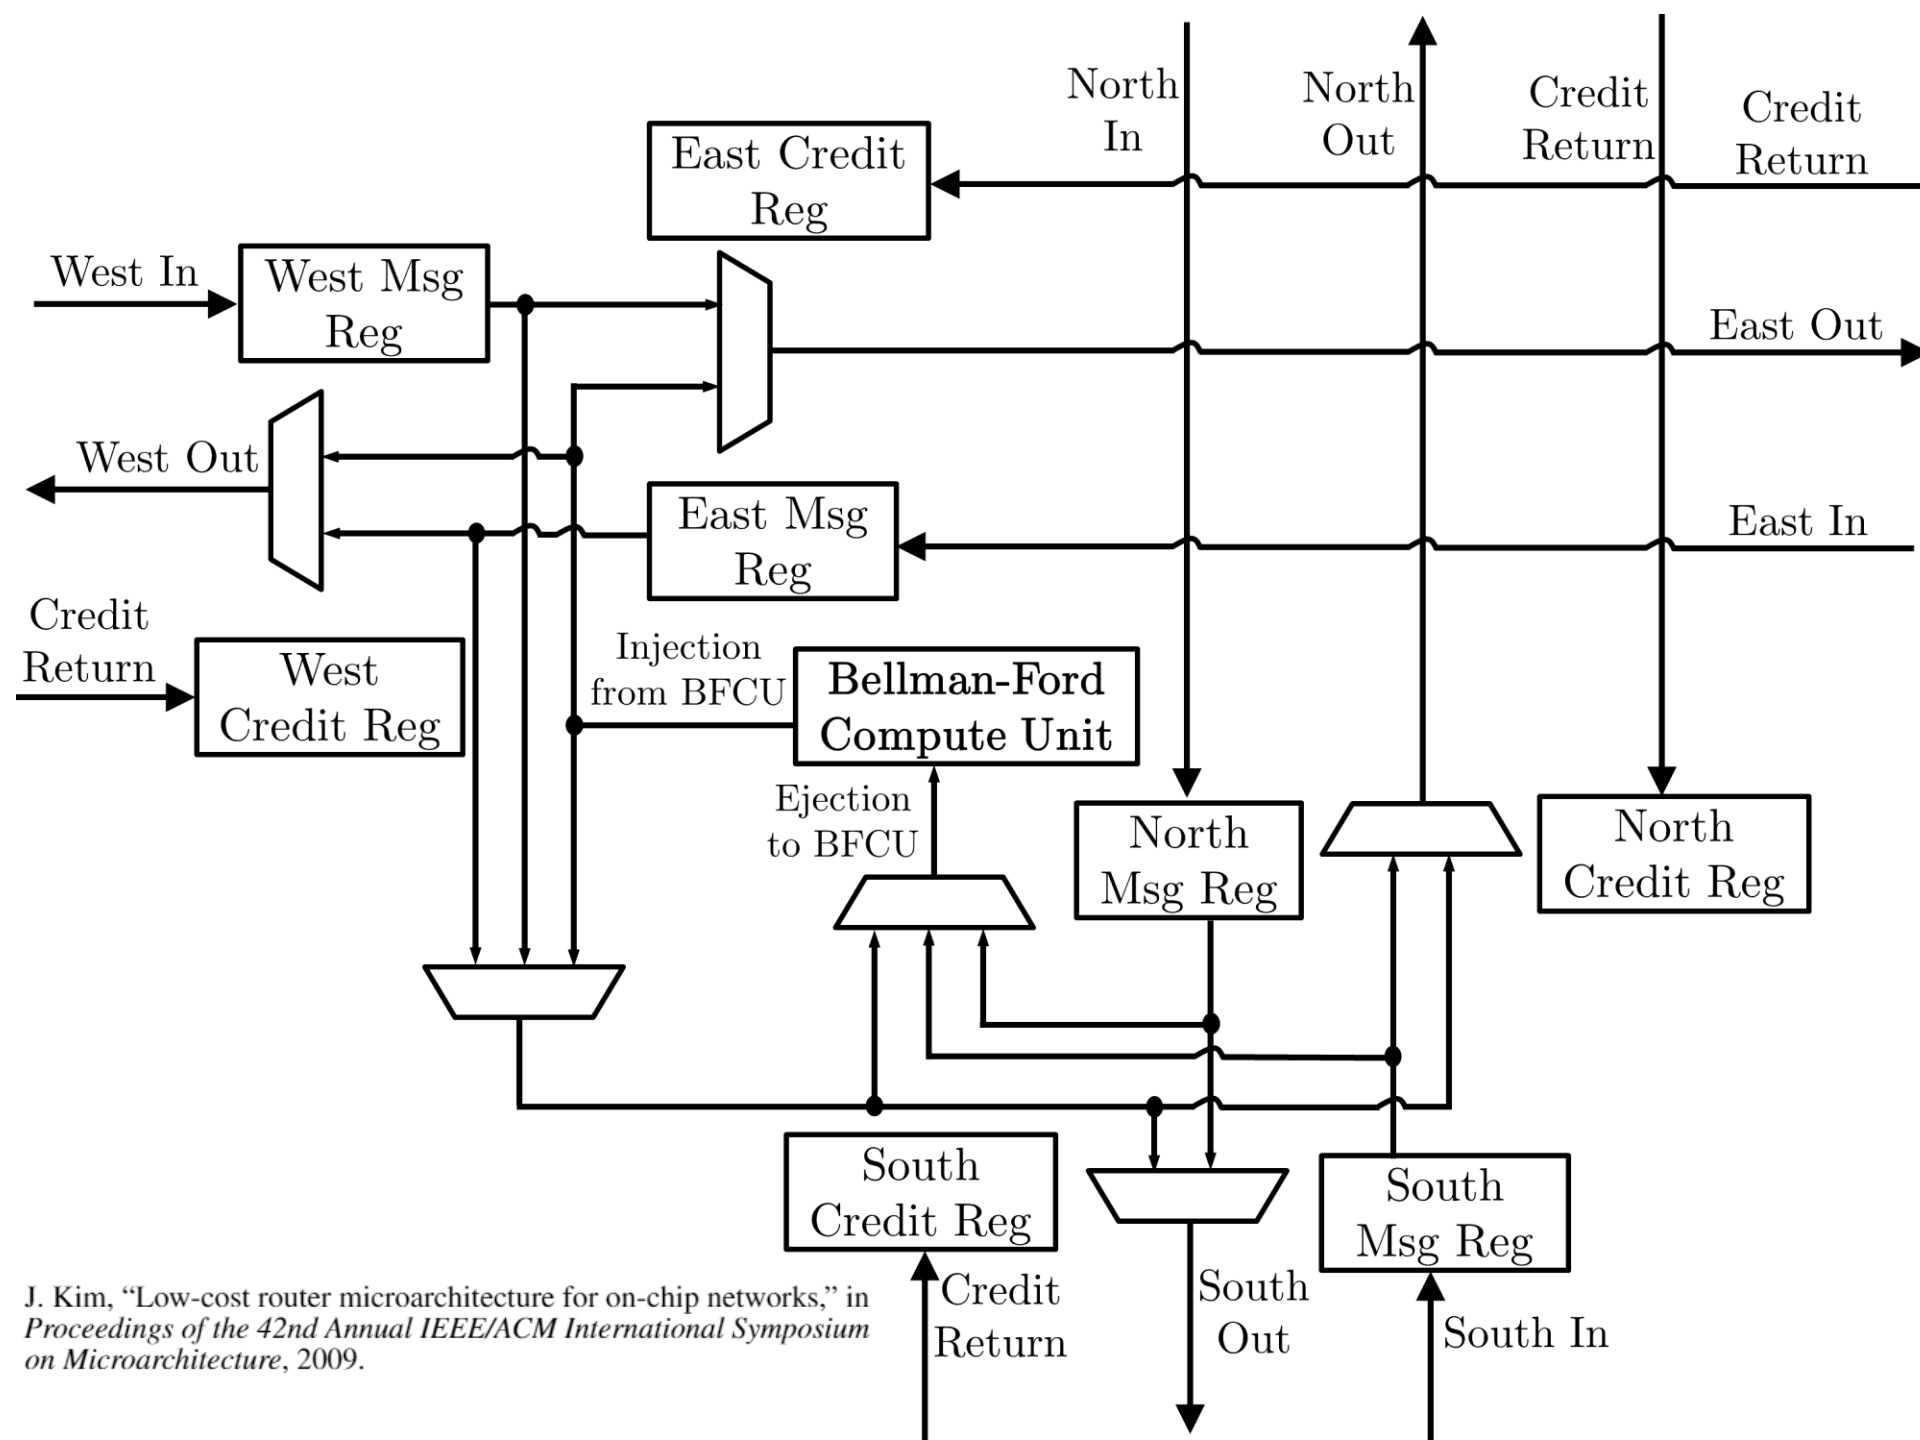 North
In
North
Out
Credit
Return
Credit
Return
East Credit
Reg
West In
West Msg
Reg
East Out
West Out
East Msg
Reg
East In
Credit
Return
West
Credit Reg
Injection
from BFCU
Bellman-Ford
Compute Unit
Ejection
to BFCU
North
Msg Reg
North
Credit Reg
South
Credit Reg
South
Msg Reg
Credit
Return
South
Out
South In
J. Kim, “Low-cost router microarchitecture for on-chip networks,” in
Proceedings of the 42nd Annual IEEE/ACM International Symposium
on Microarchitecture, 2009.